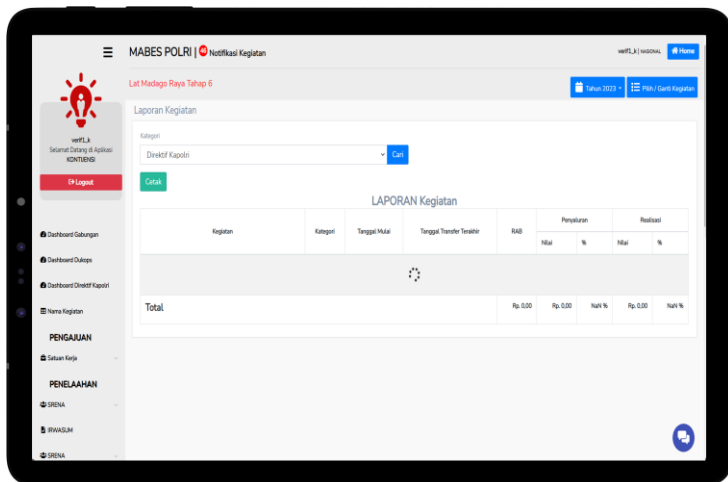 MABES POLRI | 46 Notifikasi Kegiatan
verif1_k | NASIONAL
Home
Lat Madago Raya Tahap 6
Tahun 2023
Pilih / Ganti Kegiatan
verif1_k
Selamat Datang di Aplikasi
KONTIJENSI
Logout
Dashboard Gabungan
Dashboard Dukops
Dashboard Direktif Kapolri
Nama Kegiatan
PENGAJUAN
Satuan Kerja
PENELAAHAN
SRENA
IRWASUM
SRENA
Laporan Kegiatan
Kategori
Direktif Kapolri
Cari
Cetak
LAPORAN Kegiatan
Kegiatan Kategori Tanggal Mulai Tanggal Transfer Terakhir RAB Penyaluran Realisasi
Nilai % Nilai %
Total Rp. 0,00 Rp. 0,00 NaN % Rp. 0,00 NaN %